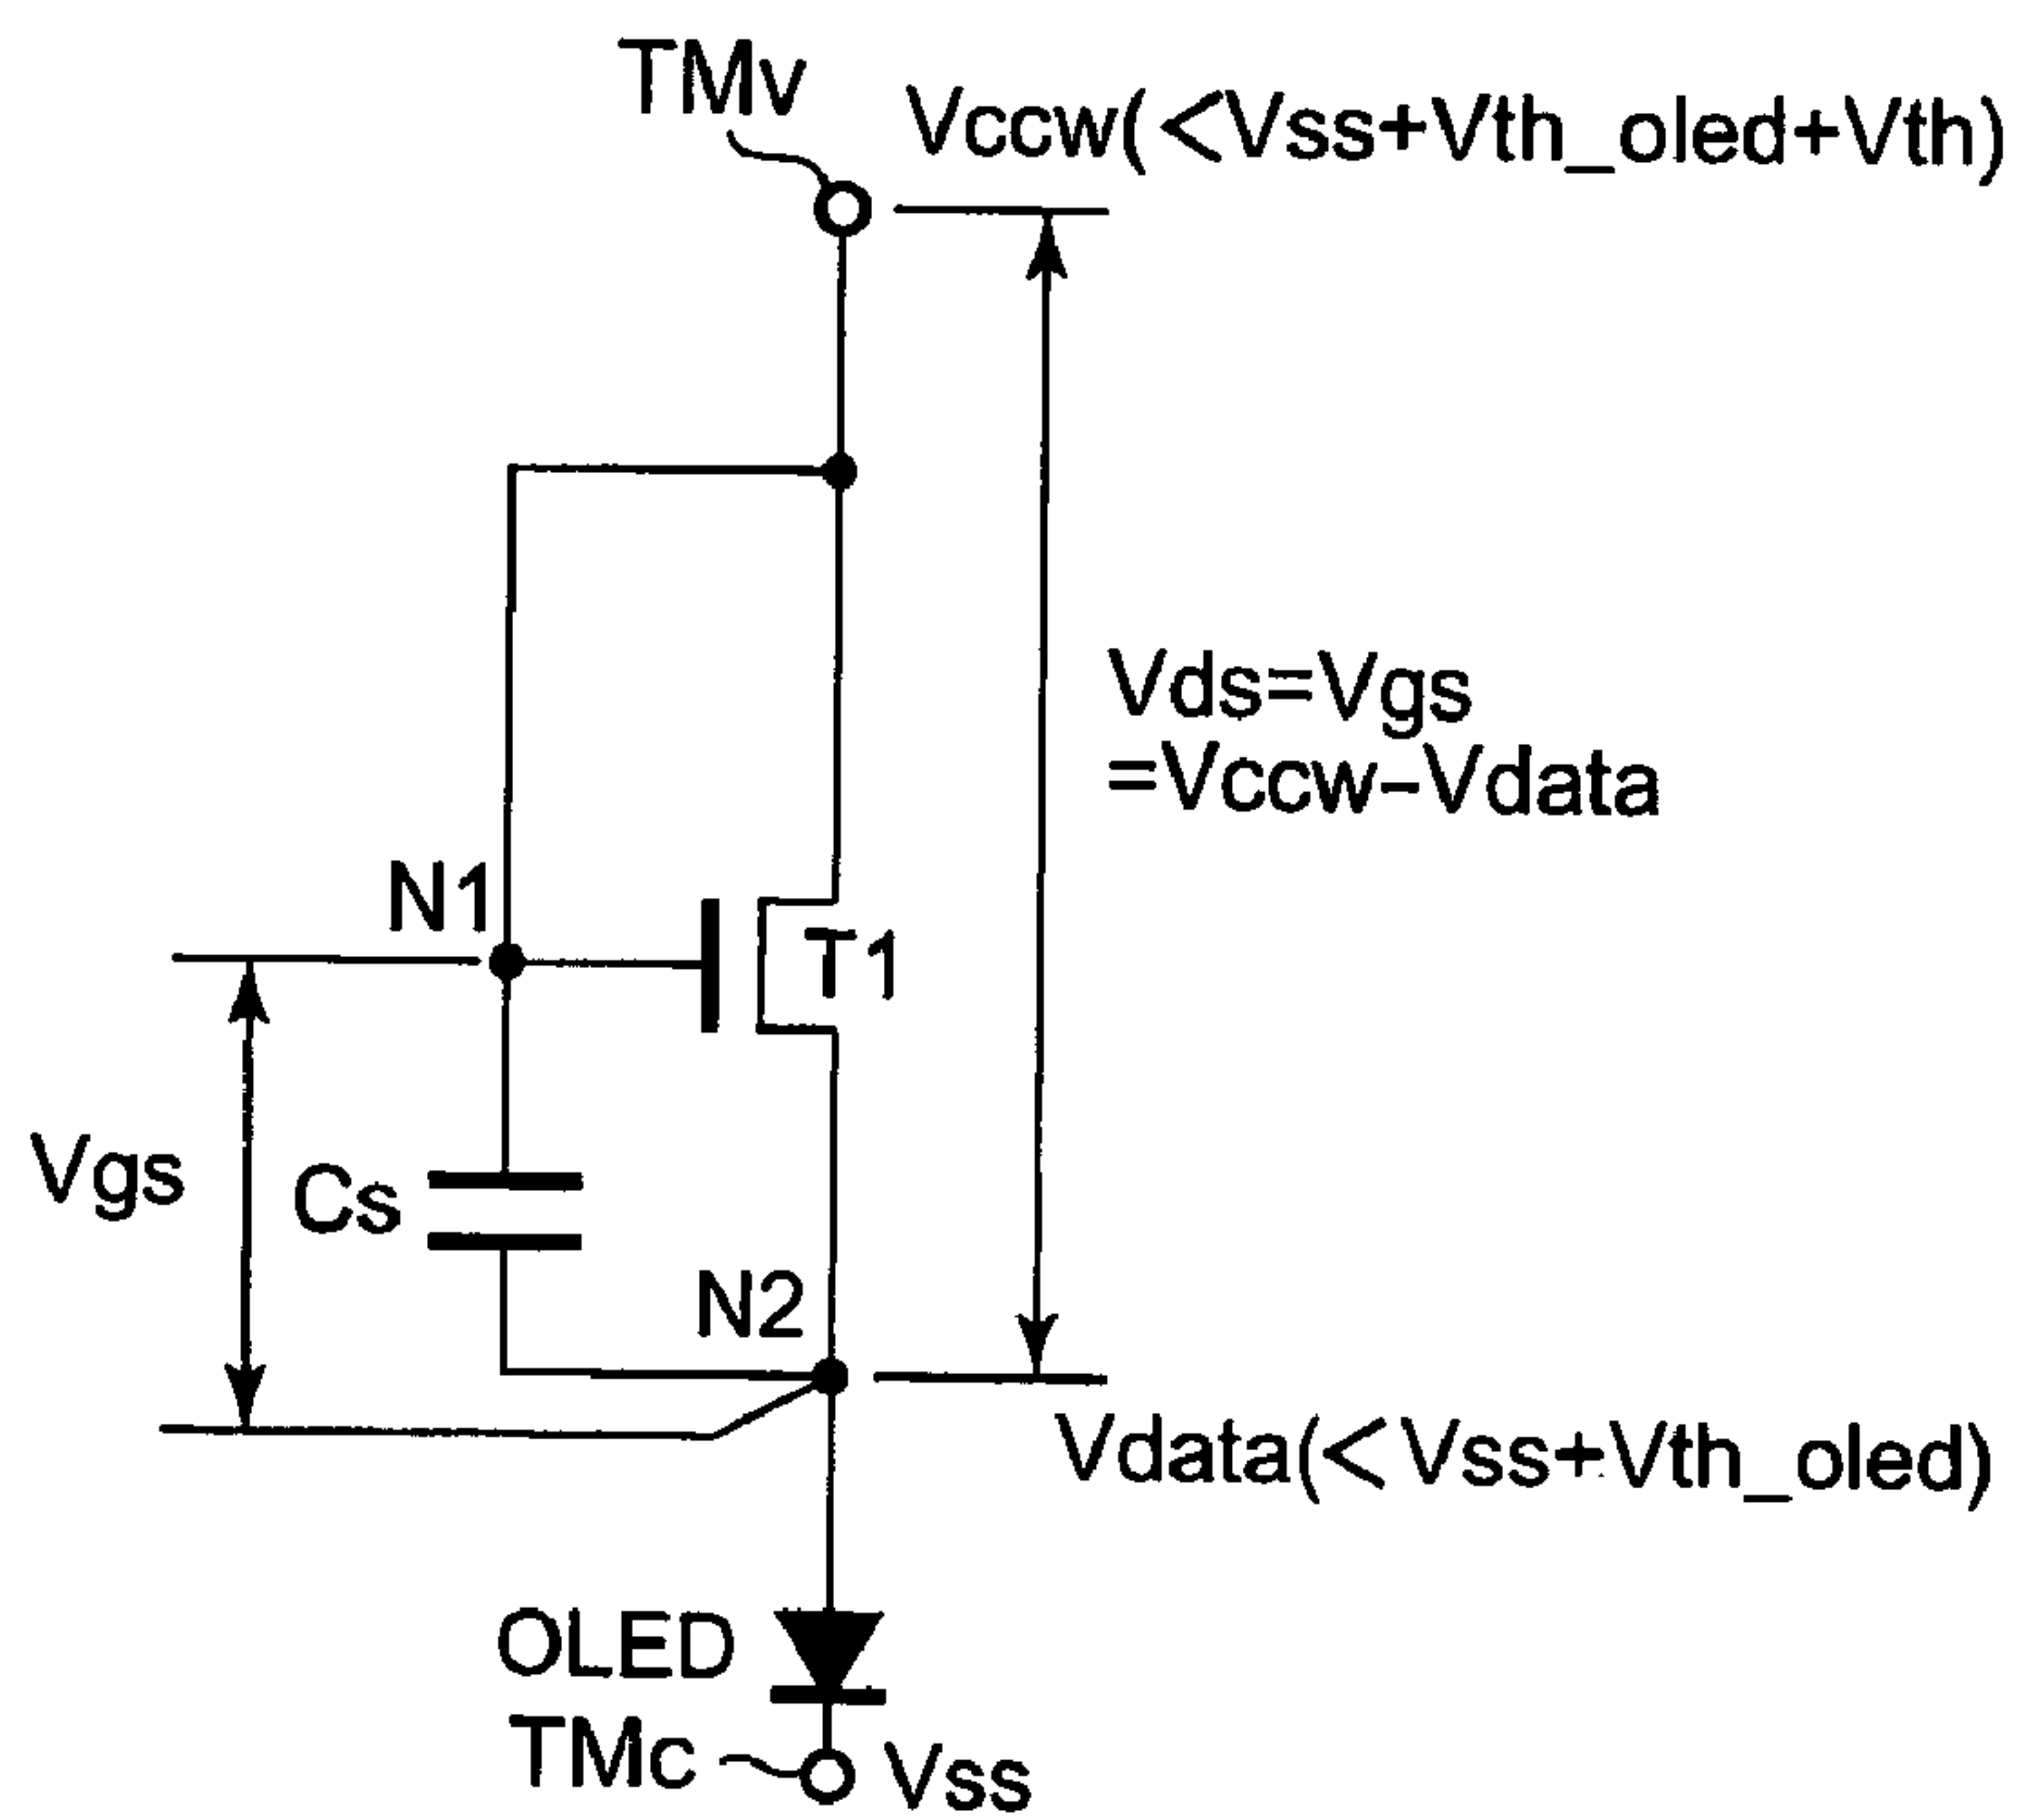 TMv
Vccw(<Vss+Vth_oled+Vth)
Vds=Vgs
=Vccw-Vdata
N1
T1
Vgs
Cs
N2
Vdata(<Vss+Vth_oled)
OLED
TMc
Vss